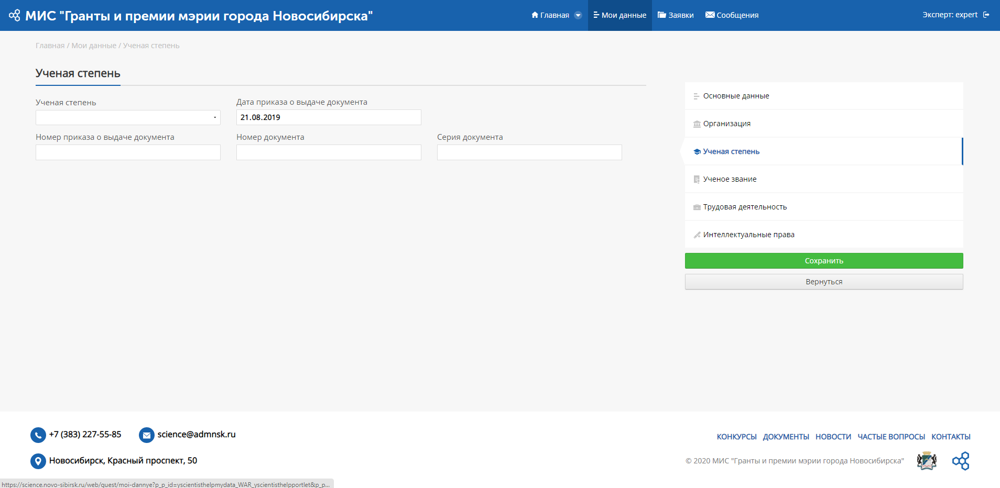 МИС "Гранты и премии мэрии города Новосибирска"
Главная
Мои данные
Заявки
Сообщения
Эксперт: expert
Главная / Мои данные / Ученая степень
Ученая степень
Ученая степень
Дата приказа о выдаче документа
21.08.2019
Номер приказа о выдаче документа
Номер документа
Серия документа
Основные данные
Организация
Ученая степень
Ученое звание
Трудовая деятельность
Интеллектуальные права
Сохранить
Вернуться
+7 (383) 227-55-85
science@admnsk.ru
Новосибирск, Красный проспект, 50
КОНКУРСЫ ДОКУМЕНТЫ НОВОСТИ ЧАСТЫЕ ВОПРОСЫ КОНТАКТЫ
© 2020 МИС "Гранты и премии мэрии города Новосибирска"
https://science.novo-sibirsk.ru/web/guest/moi-dannye?p_p_id=yscientisthelpmydata_WAR_yscientisthelpportlet&p_p...